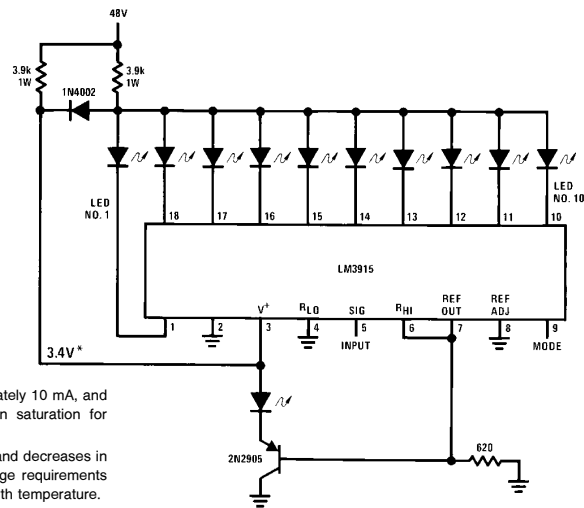 48V
3.9k
1W
3.9k
1W
1N4002
LED
NO. 1
LED
NO. 10
18
17
16
15
14
13
12
11
10
LM3915
V+
RLO
SIG
RHI
REF
OUT
REF
ADJ
1
2
3
4
5
6
7
8
9
INPUT
MODE
3.4V*
ately 10 mA, and
n saturation for
and decreases in
ge requirements
th temperature.
2N2905
620